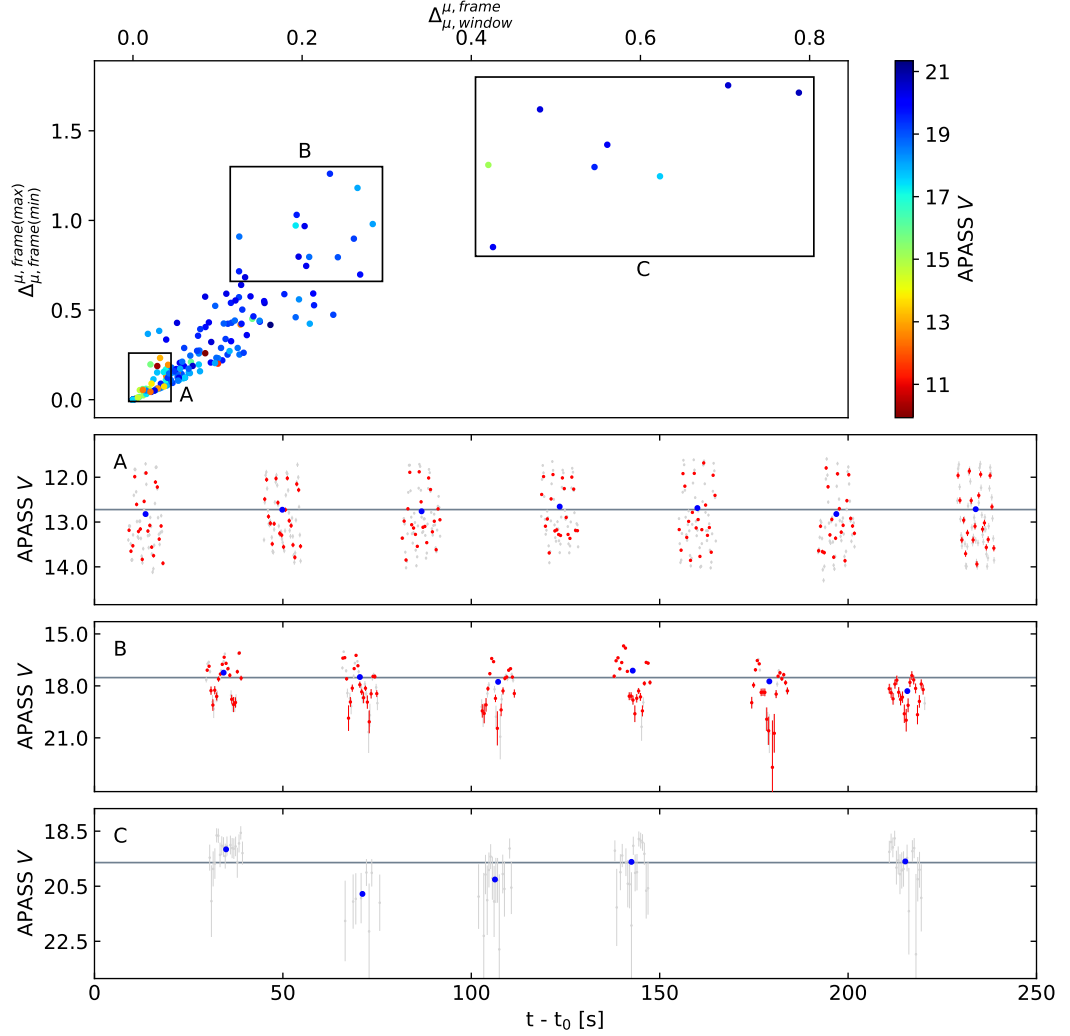 Δ^{μ,frame}_{μ,window}
0.0 0.2 0.4 0.6 0.8
Δ^{μ,frame(max)}_{μ,frame(min)}
1.5
1.0
0.5
0.0
B
C
A
21
19
17
15
13
11
APASS V
A
APASS V
12.0
13.0
14.0
B
APASS V
15.0
18.0
21.0
C
APASS V
18.5
20.5
22.5
0 50 100 150 200 250
t - t₀ [s]